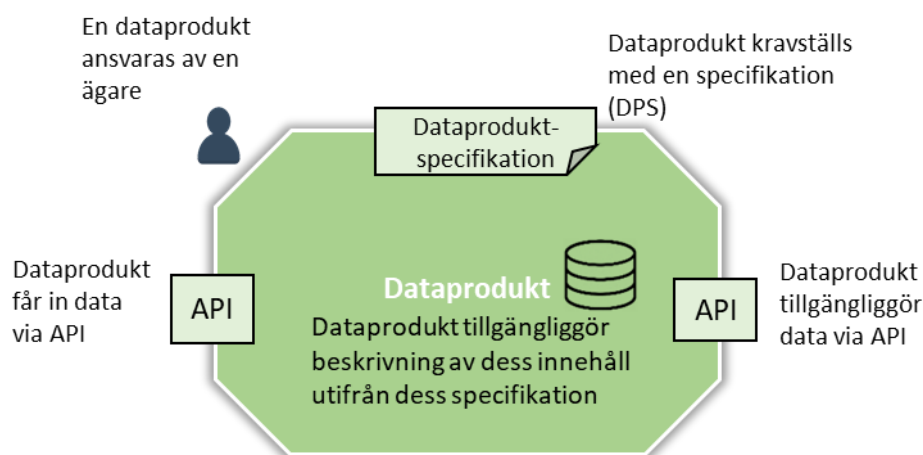 En dataprodukt
ansvaras av en
ägare
Dataprodukt kravställs
med en specifikation
(DPS)
Dataprodukt-
specifikation
Dataprodukt
får in data
via API
API
Dataprodukt
Dataprodukt tillgängliggör
beskrivning av dess innehåll
utifrån dess specifikation
API
Dataprodukt
tillgängliggör
data via API